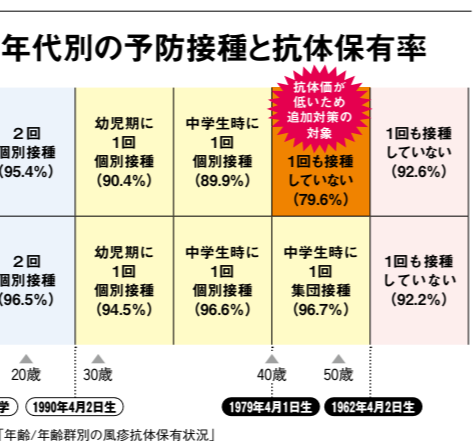 年代別の予防接種と抗体保有率
抗体価が
低いため
追加対策の
対象
2回
個別接種
(95.4%)
幼児期に
1回
個別接種
(90.4%)
中学生時に
1回
個別接種
(89.9%)
1回も接種
していない
(79.6%)
1回も接種
していない
(92.6%)
2回
個別接種
(96.5%)
幼児期に
1回
個別接種
(94.5%)
中学生時に
1回
個別接種
(96.6%)
中学生時に
1回
集団接種
(96.7%)
1回も接種
していない
(92.2%)
20歳 30歳 40歳 50歳
学 1990年4月2日生 1979年4月1日生 1962年4月2日生
「年齢/年齢群別の風疹抗体保有状況」